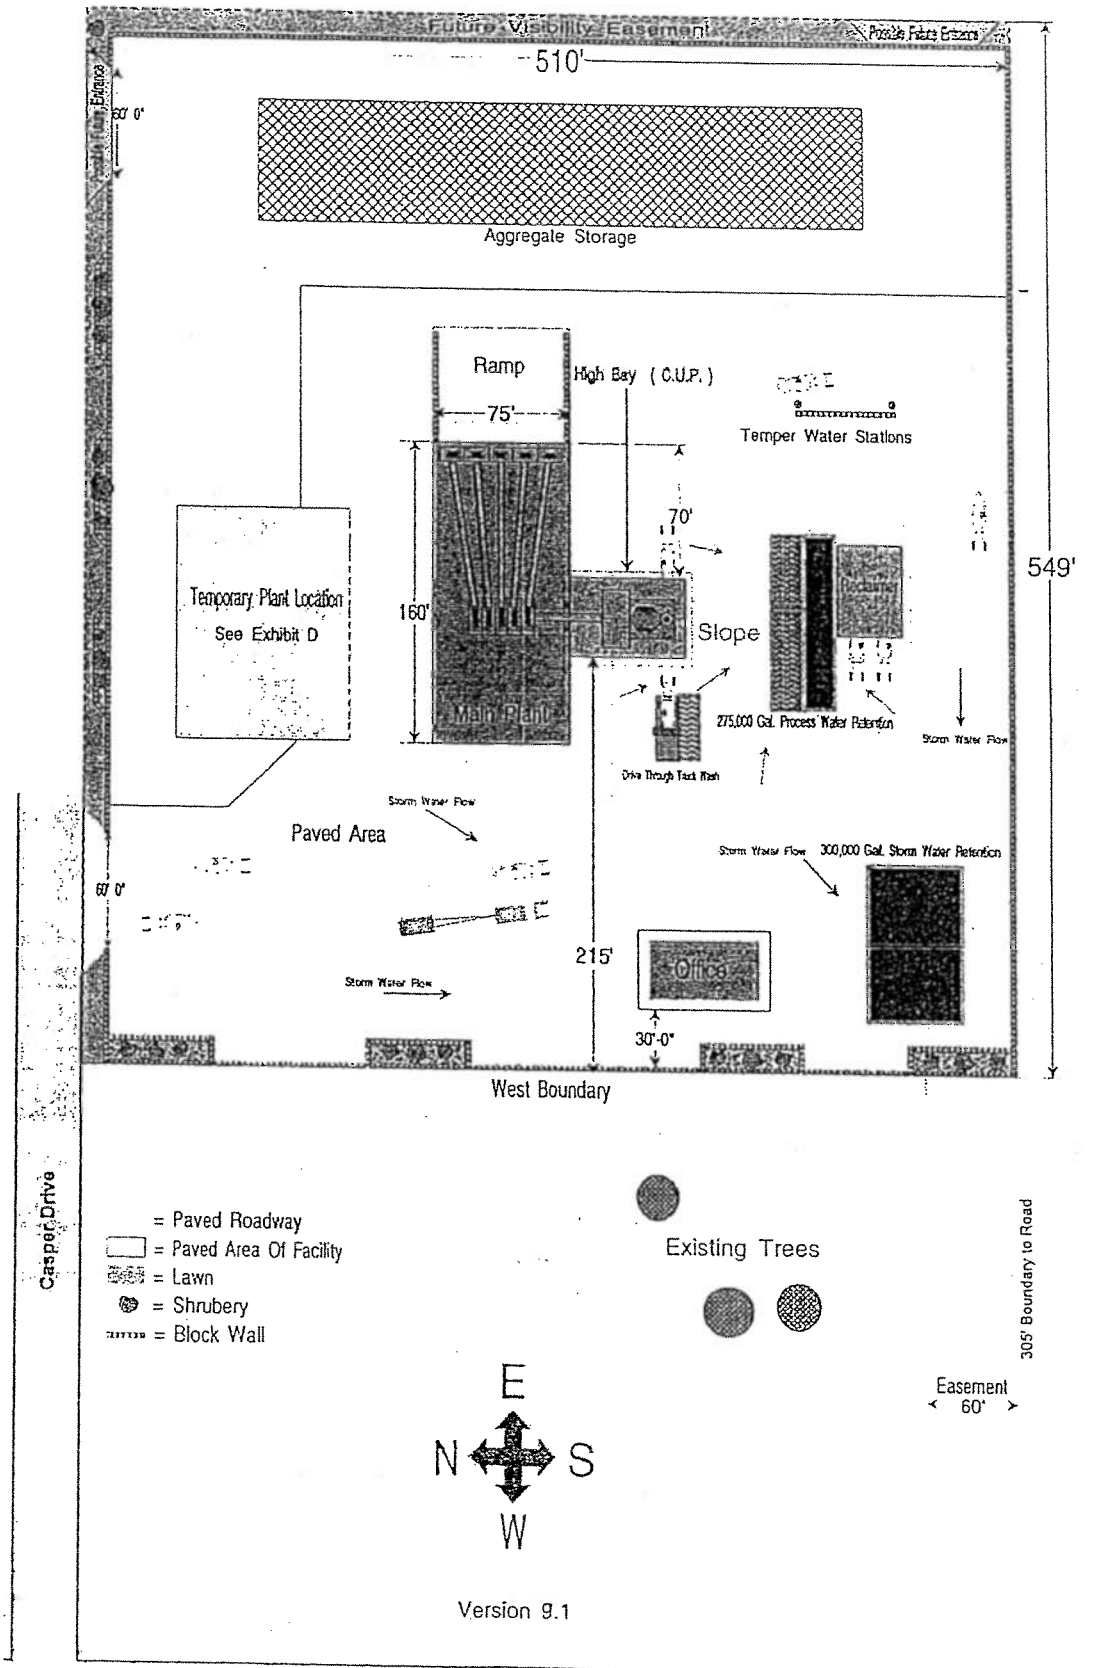 Future Visibility Easement
Possible Future Entrance
510'
Entrance
60' 0"
Aggregate Storage
Ramp
High Bay ( C.U.P. )
75'
Temper Water Stations
70'
549'
Temporary Plant Location
See Exhibit D
160'
Reclaimer
Slope
Main Plant
275,000 Gal. Process Water Retention
Storm Water Flow
Drive Through Truck Wash
Storm Water Flow
Paved Area
Storm Water Flow
300,000 Gal. Storm Water Retention
60' 0"
215'
Office
Storm Water Flow
30'-0"
West Boundary
Casper Drive
= Paved Roadway
= Paved Area Of Facility
= Lawn
= Shrubery
= Block Wall
Existing Trees
305' Boundary to Road
Easement
60'
E
N
S
W
Version 9.1